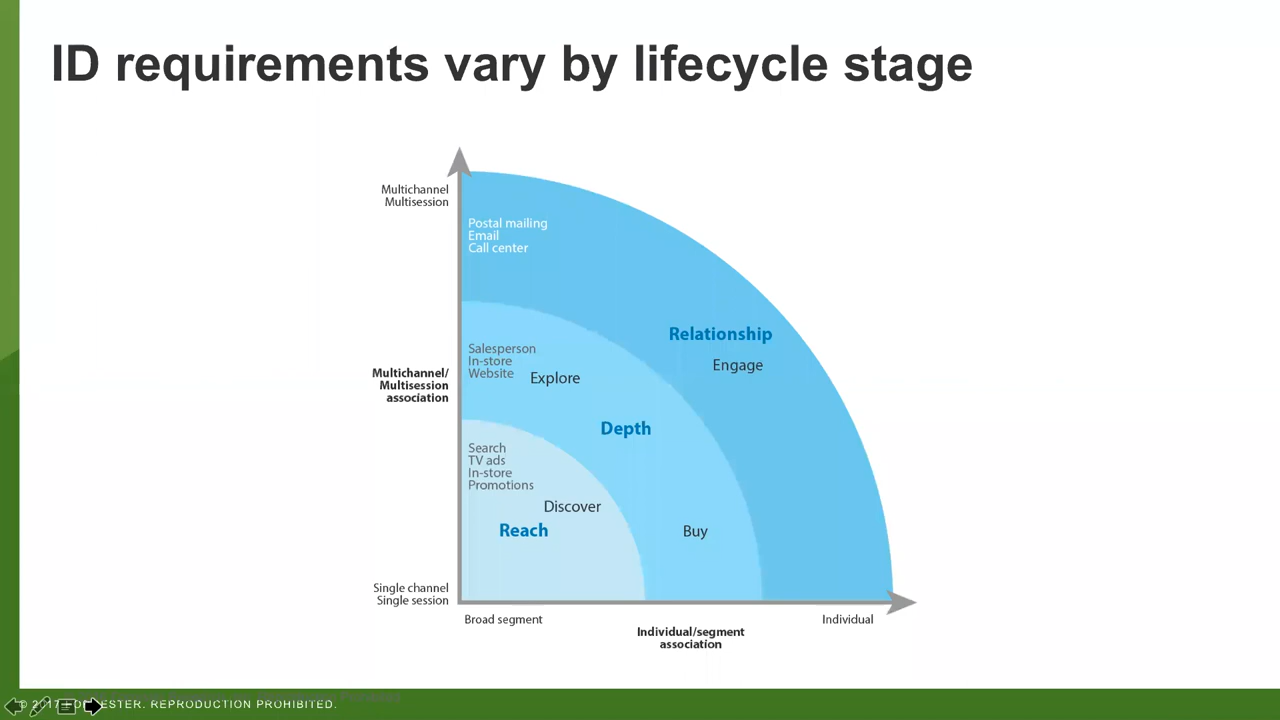 ID requirements vary by lifecycle stage
Multichannel
Multisession
Postal mailing
Email
Call center
Relationship
Engage
Salesperson
In-store
Website
Explore
Multichannel/
Multisession
association
Depth
Search
TV ads
In-store
Promotions
Discover
Reach
Buy
Single channel
Single session
Broad segment
Individual/segment
association
Individual
© 2017 FORRESTER. REPRODUCTION PROHIBITED.